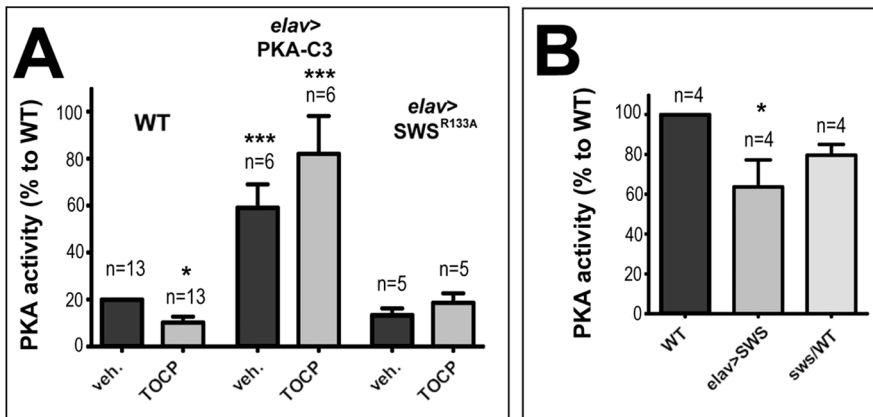 A
elav>
PKA-C3
WT
elav>
SWS^R133A
PKA activity (% to WT)
100
80
60
40
20
0
n=13
*
n=13
***
n=6
***
n=6
n=5
n=5
veh.
TOCP
veh.
TOCP
veh.
TOCP
B
PKA activity (% to WT)
100
80
60
40
20
0
n=4
*
n=4
n=4
WT
elav>SWS
sws/WT